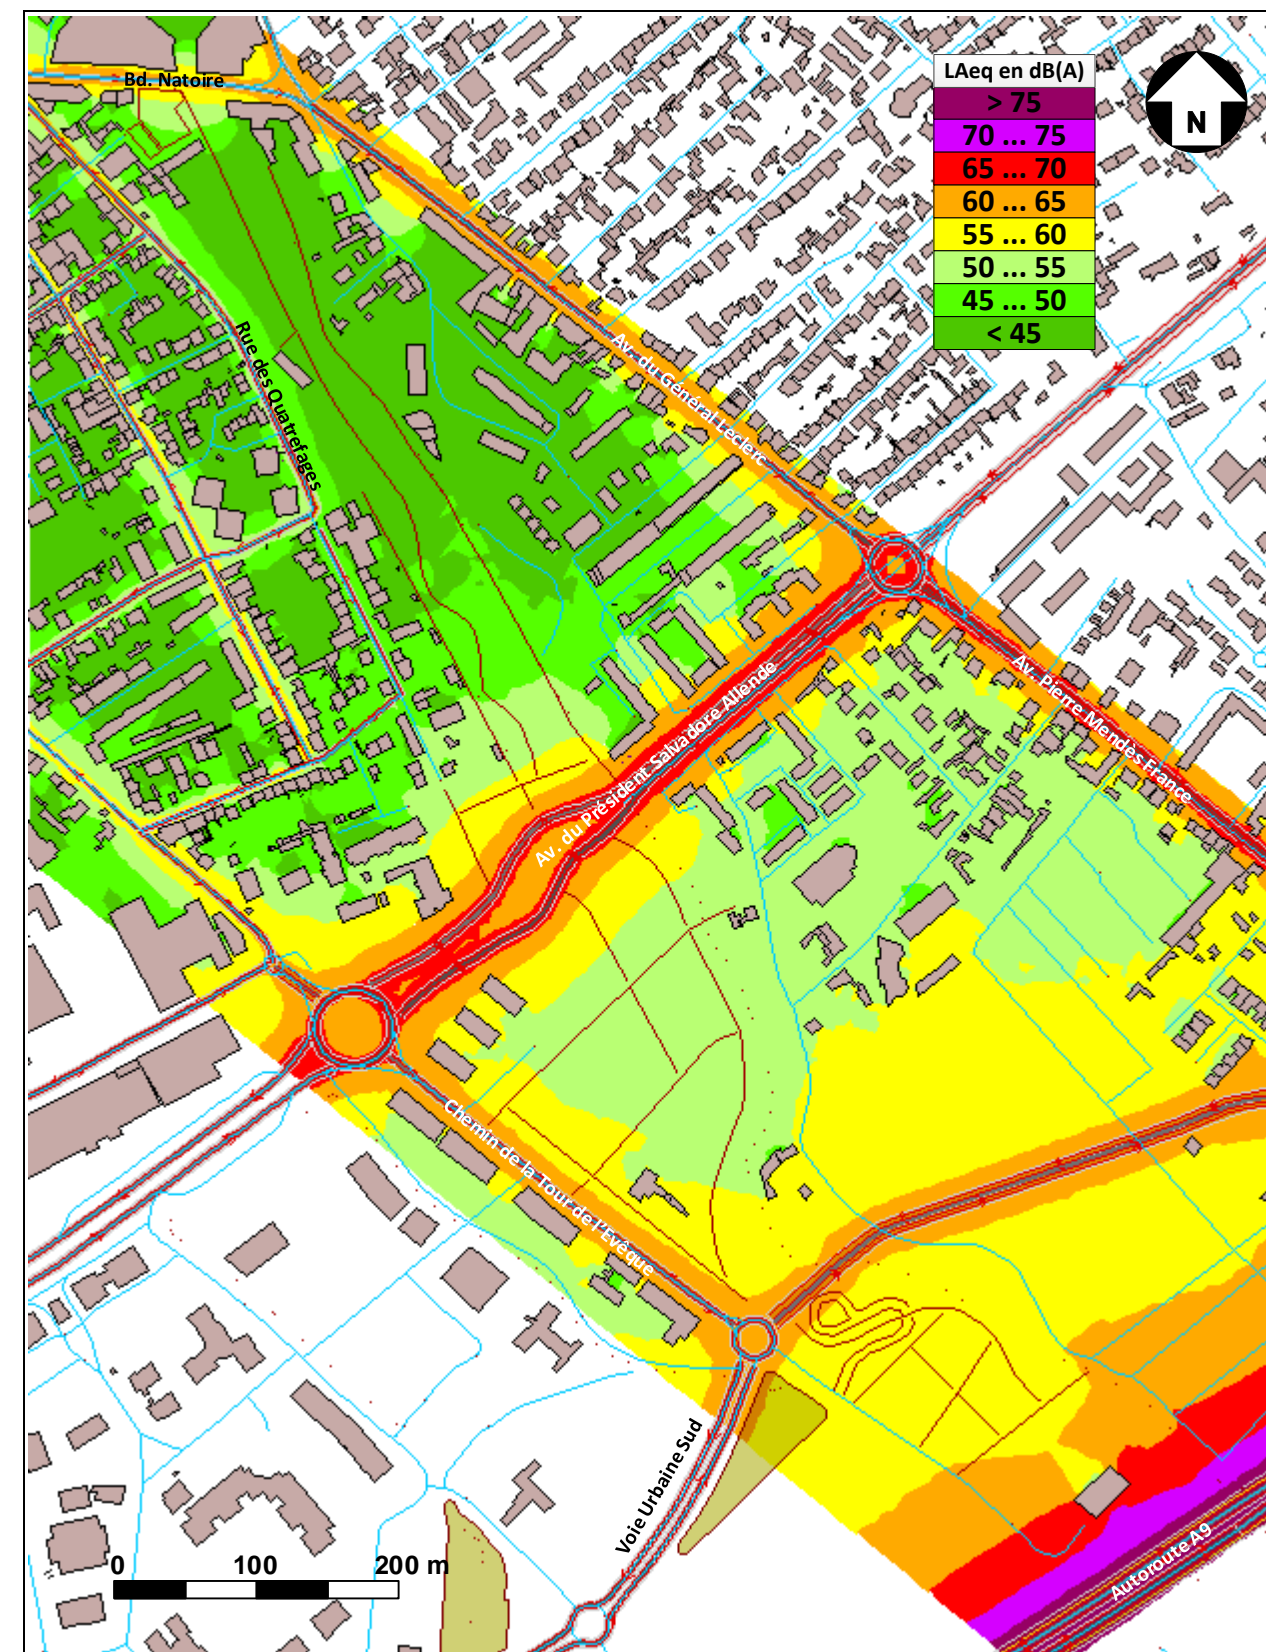 Bd. Natoire
LAeq en dB(A)
> 75
70 ... 75
65 ... 70
60 ... 65
55 ... 60
50 ... 55
45 ... 50
< 45
N
Rue des Quatrefages
Av. du Général Leclerc
Av. Pierre Mendès France
Av. du Président Salvadore Allende
Chemin de la Tour de l'Evêque
Voie Urbaine Sud
Autoroute A9
0 100 200 m